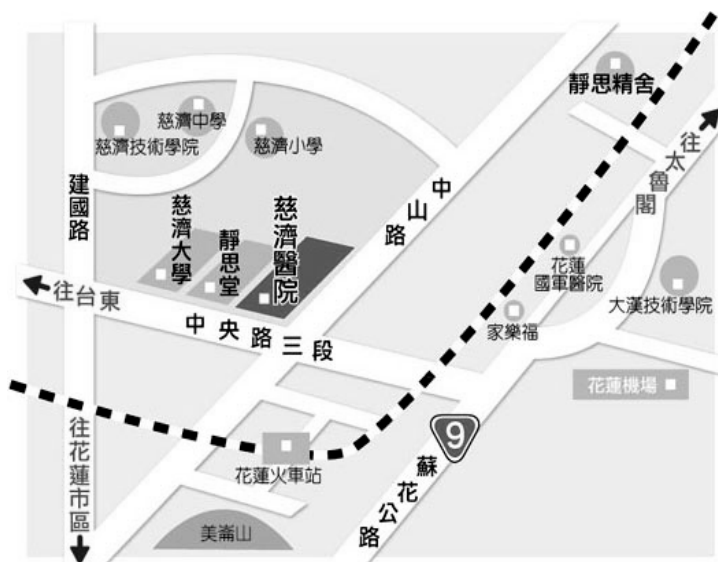 靜思精舍
往太魯閣
慈濟中學
慈濟技術學院
慈濟小學
建國路
中山路
慈濟大學
靜思堂
慈濟醫院
花蓮
國軍醫院
大漢技術學院
往台東
中央路三段
家樂福
花蓮機場
9
蘇花公路
往花蓮市區
花蓮火車站
美崙山